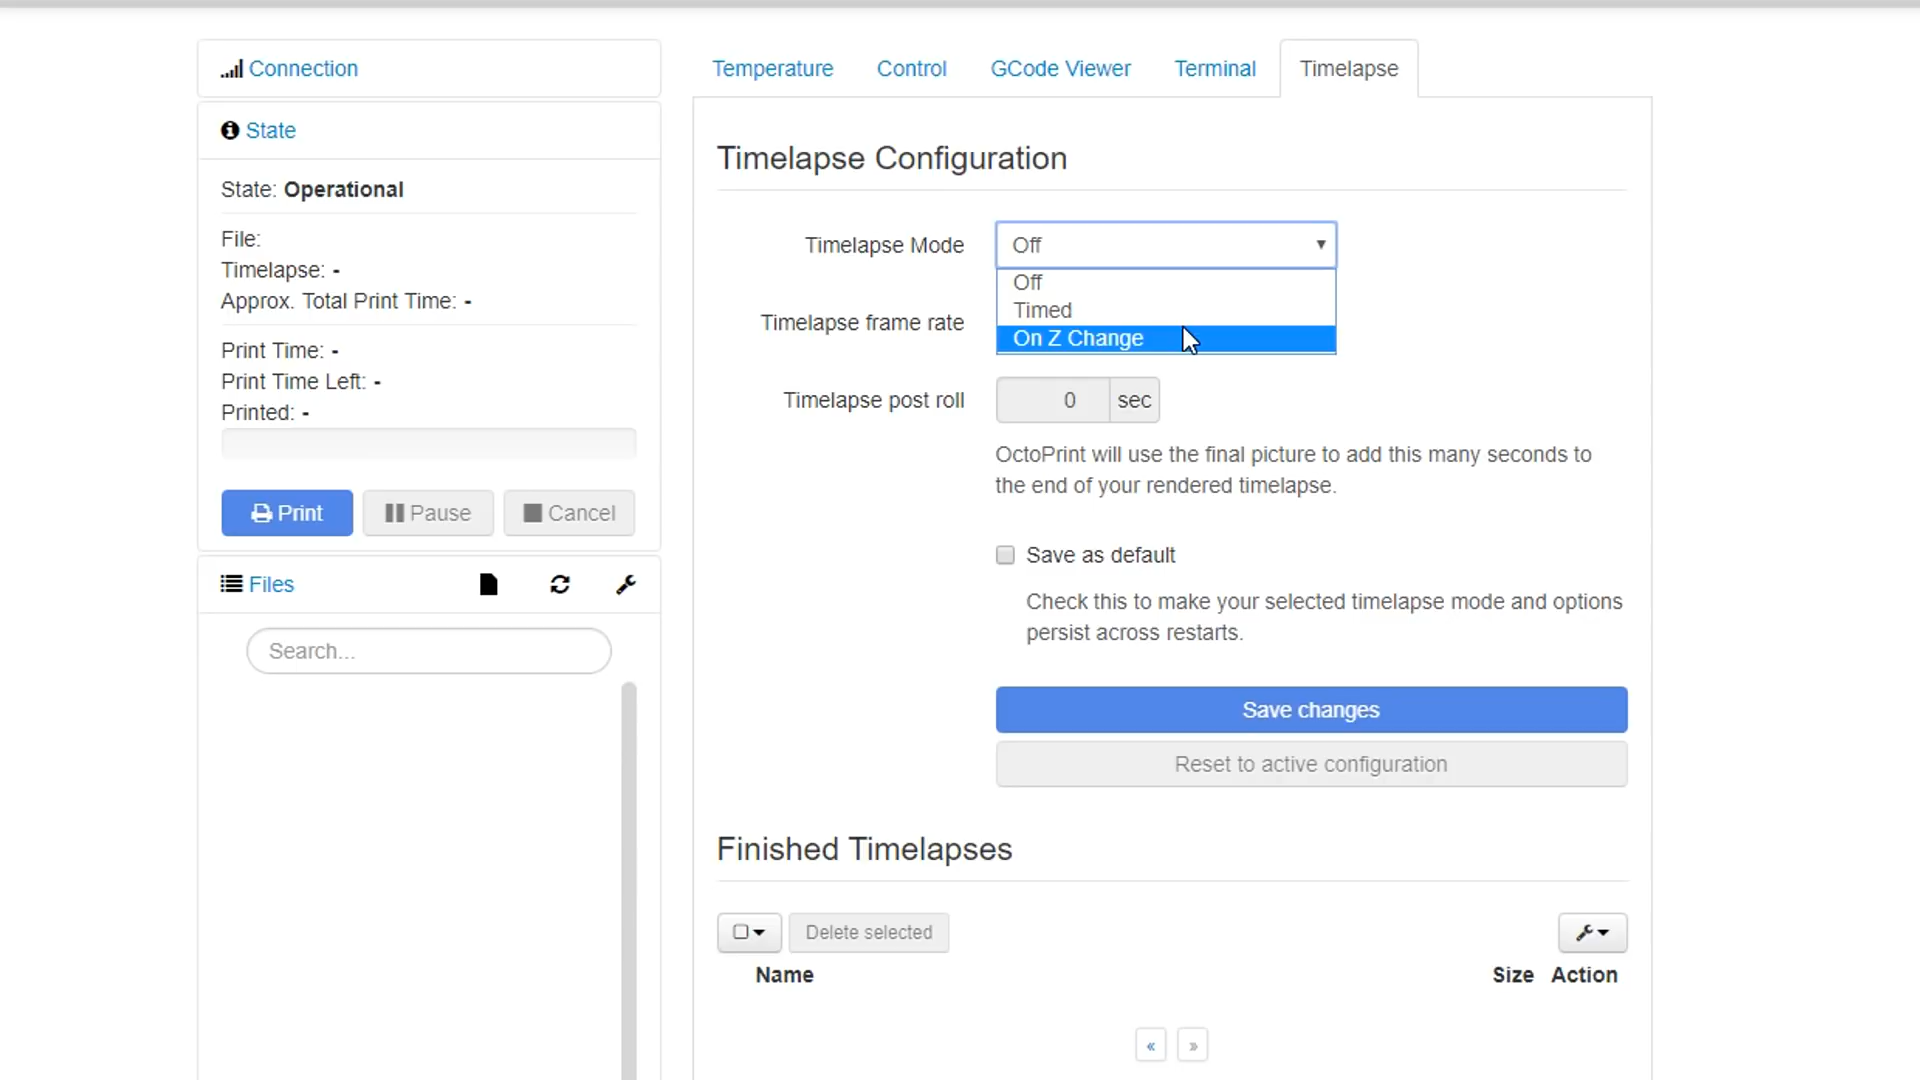 Connection
State
State: Operational
File:
Timelapse: -
Approx. Total Print Time: -
Print Time: -
Print Time Left: -
Printed: -
Print
Pause
Cancel
Files
Search...
Temperature
Control
GCode Viewer
Terminal
Timelapse
Timelapse Configuration
Timelapse Mode
Off
Off
Timed
On Z Change
Timelapse frame rate
Timelapse post roll
0
sec
OctoPrint will use the final picture to add this many seconds to
the end of your rendered timelapse.
Save as default
Check this to make your selected timelapse mode and options
persist across restarts.
Save changes
Reset to active configuration
Finished Timelapses
Delete selected
Name
Size
Action
«
»